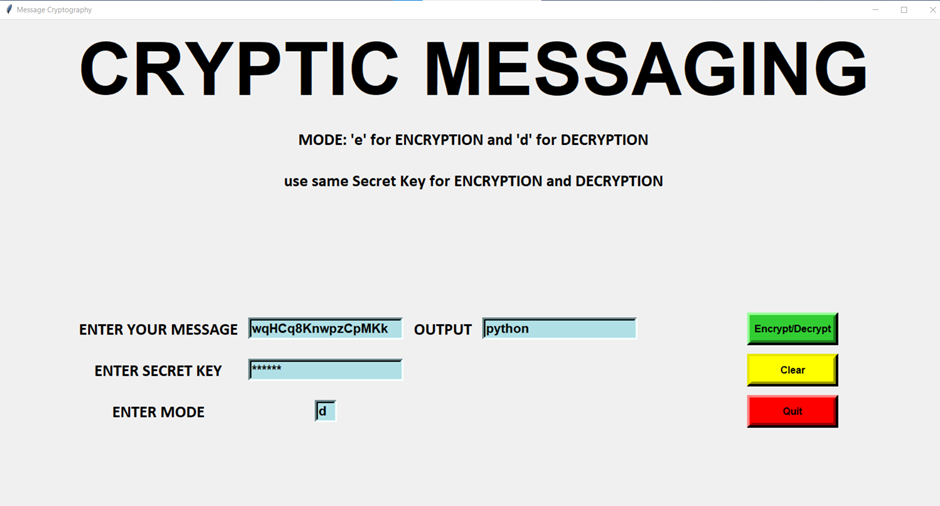 Message Cryptography
CRYPTIC MESSAGING
MODE: 'e' for ENCRYPTION and 'd' for DECRYPTION
use same Secret Key for ENCRYPTION and DECRYPTION
ENTER YOUR MESSAGE wqHCq8KnwpzCpMKk OUTPUT python Encrypt/Decrypt
ENTER SECRET KEY ****** Clear
ENTER MODE d Quit